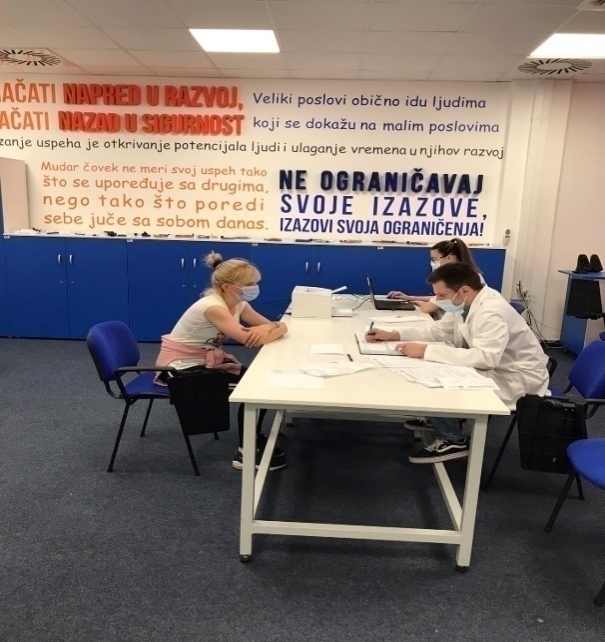 AČATI NAPRED U RAZVOJ,
AČATI NAZAD U SIGURNOST
Veliki poslovi obično idu ljudima
koji se dokažu na malim poslovima
zanje uspeha je otkrivanje potencijala ljudi i ulaganje vremena u njihov razvoj
Mudar čovek ne meri svoj uspeh tako
što se upoređuje sa drugima,
nego tako što poredi
sebe juče sa sobom danas.
NE OGRANIČAVAJ
SVOJE IZAZOVE,
IZAZOVI SVOJA OGRANIČENJA!